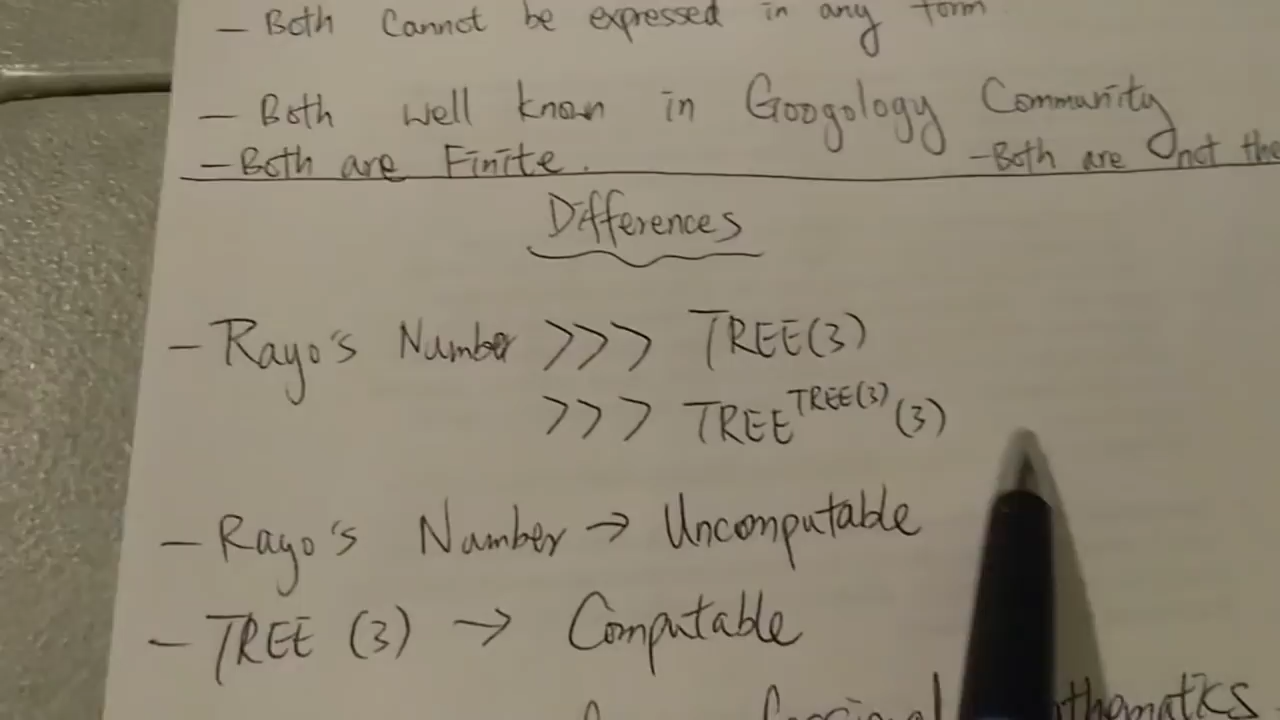 - Both Cannot be expressed in any form
- Both well known in Googology Community
- Both are Finite. - Both are not the
Differences
- Rayo's Number >>> TREE(3)
>>> TREE^TREE(3) (3)
- Rayo's Number → Uncomputable
- TREE (3) → Computable